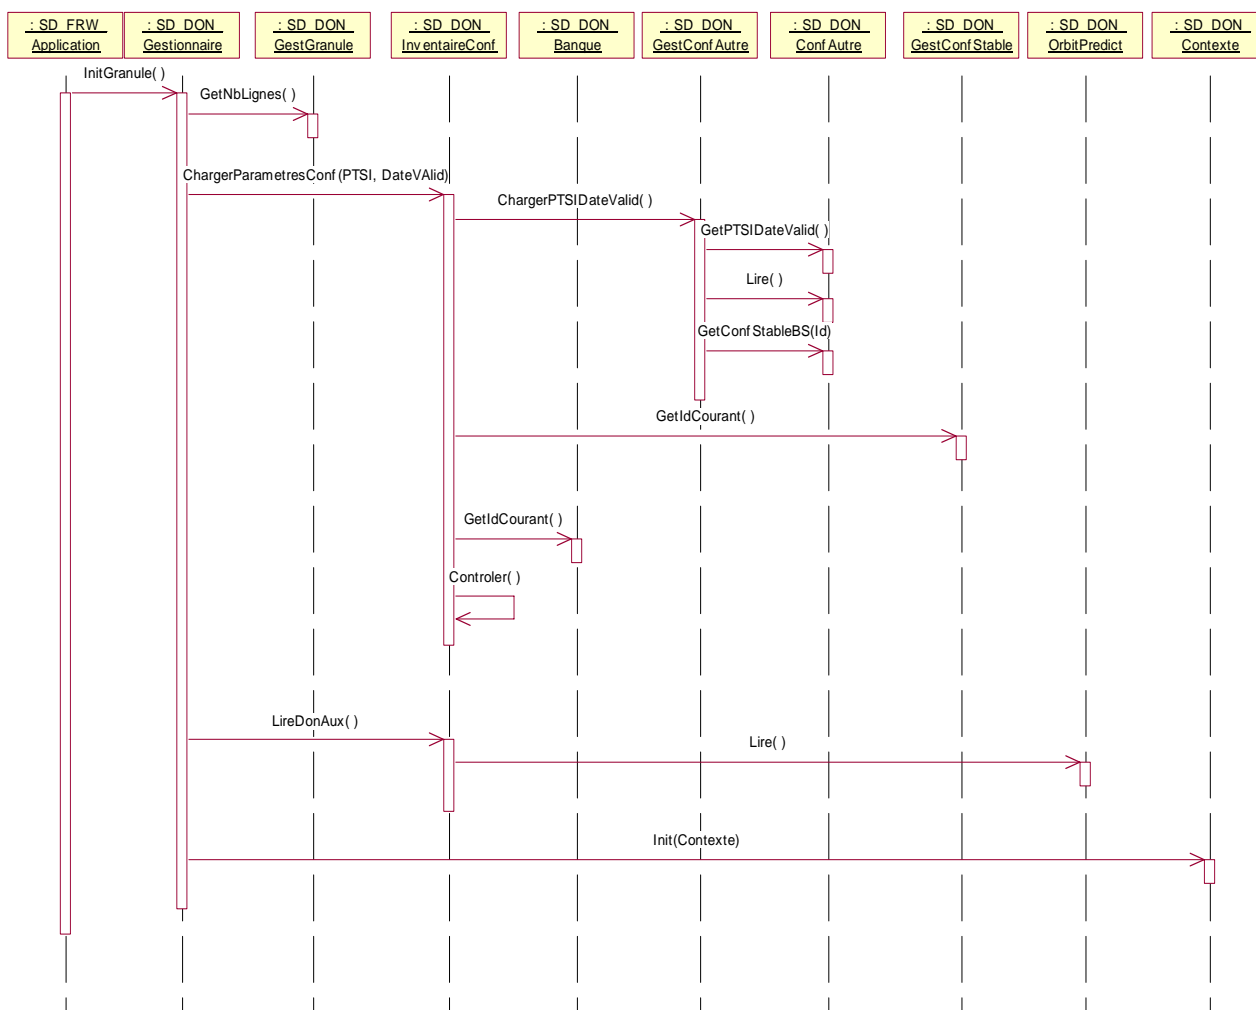 : SD_FRW
Application
: SD_DON
Gestionnaire
: SD_DON
GestGranule
: SD_DON
InventaireConf
: SD_DON
Banque
: SD_DON
GestConfAutre
: SD_DON
ConfAutre
: SD_DON
GestConfStable
: SD_DON
OrbitPredict
: SD_DON
Contexte
InitGranule( )
GetNbLignes( )
ChargerParametresConf(PTSI, DateVAlid)
ChargerPTSIDateValid( )
GetPTSIDateValid( )
Lire( )
GetConfStableBS(Id)
GetIdCourant( )
GetIdCourant( )
Controler( )
LireDonAux( )
Lire( )
Init(Contexte)